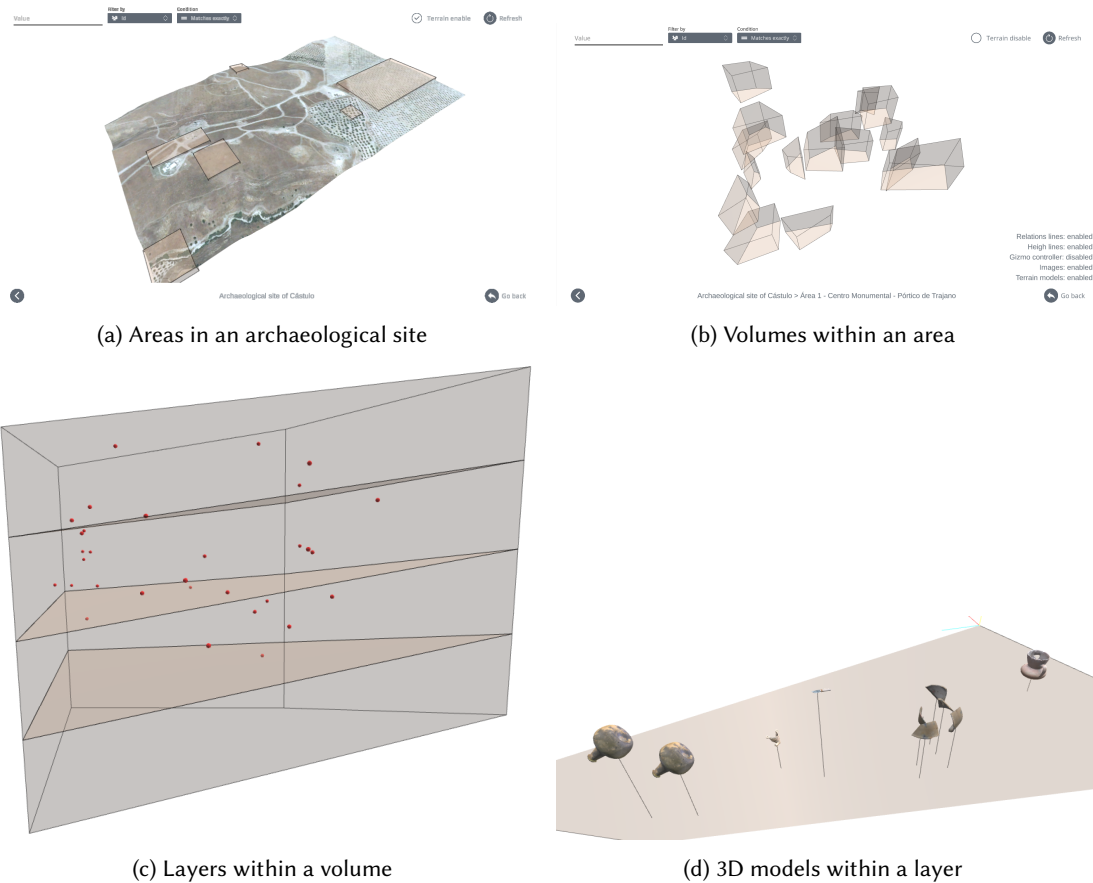 Value
Filter by
Id
Condition
Matches exactly
Terrain enable
Refresh
Archaeological site of Cástulo
Go back
(a) Areas in an archaeological site
Value
Filter by
Id
Condition
Matches exactly
Terrain disable
Refresh
Relations lines: enabled
Heigh lines: enabled
Gizmo controller: disabled
Images: enabled
Terrain models: enabled
Archaeological site of Cástulo > Área 1 - Centro Monumental - Pórtico de Trajano
Go back
(b) Volumes within an area
(c) Layers within a volume
(d) 3D models within a layer